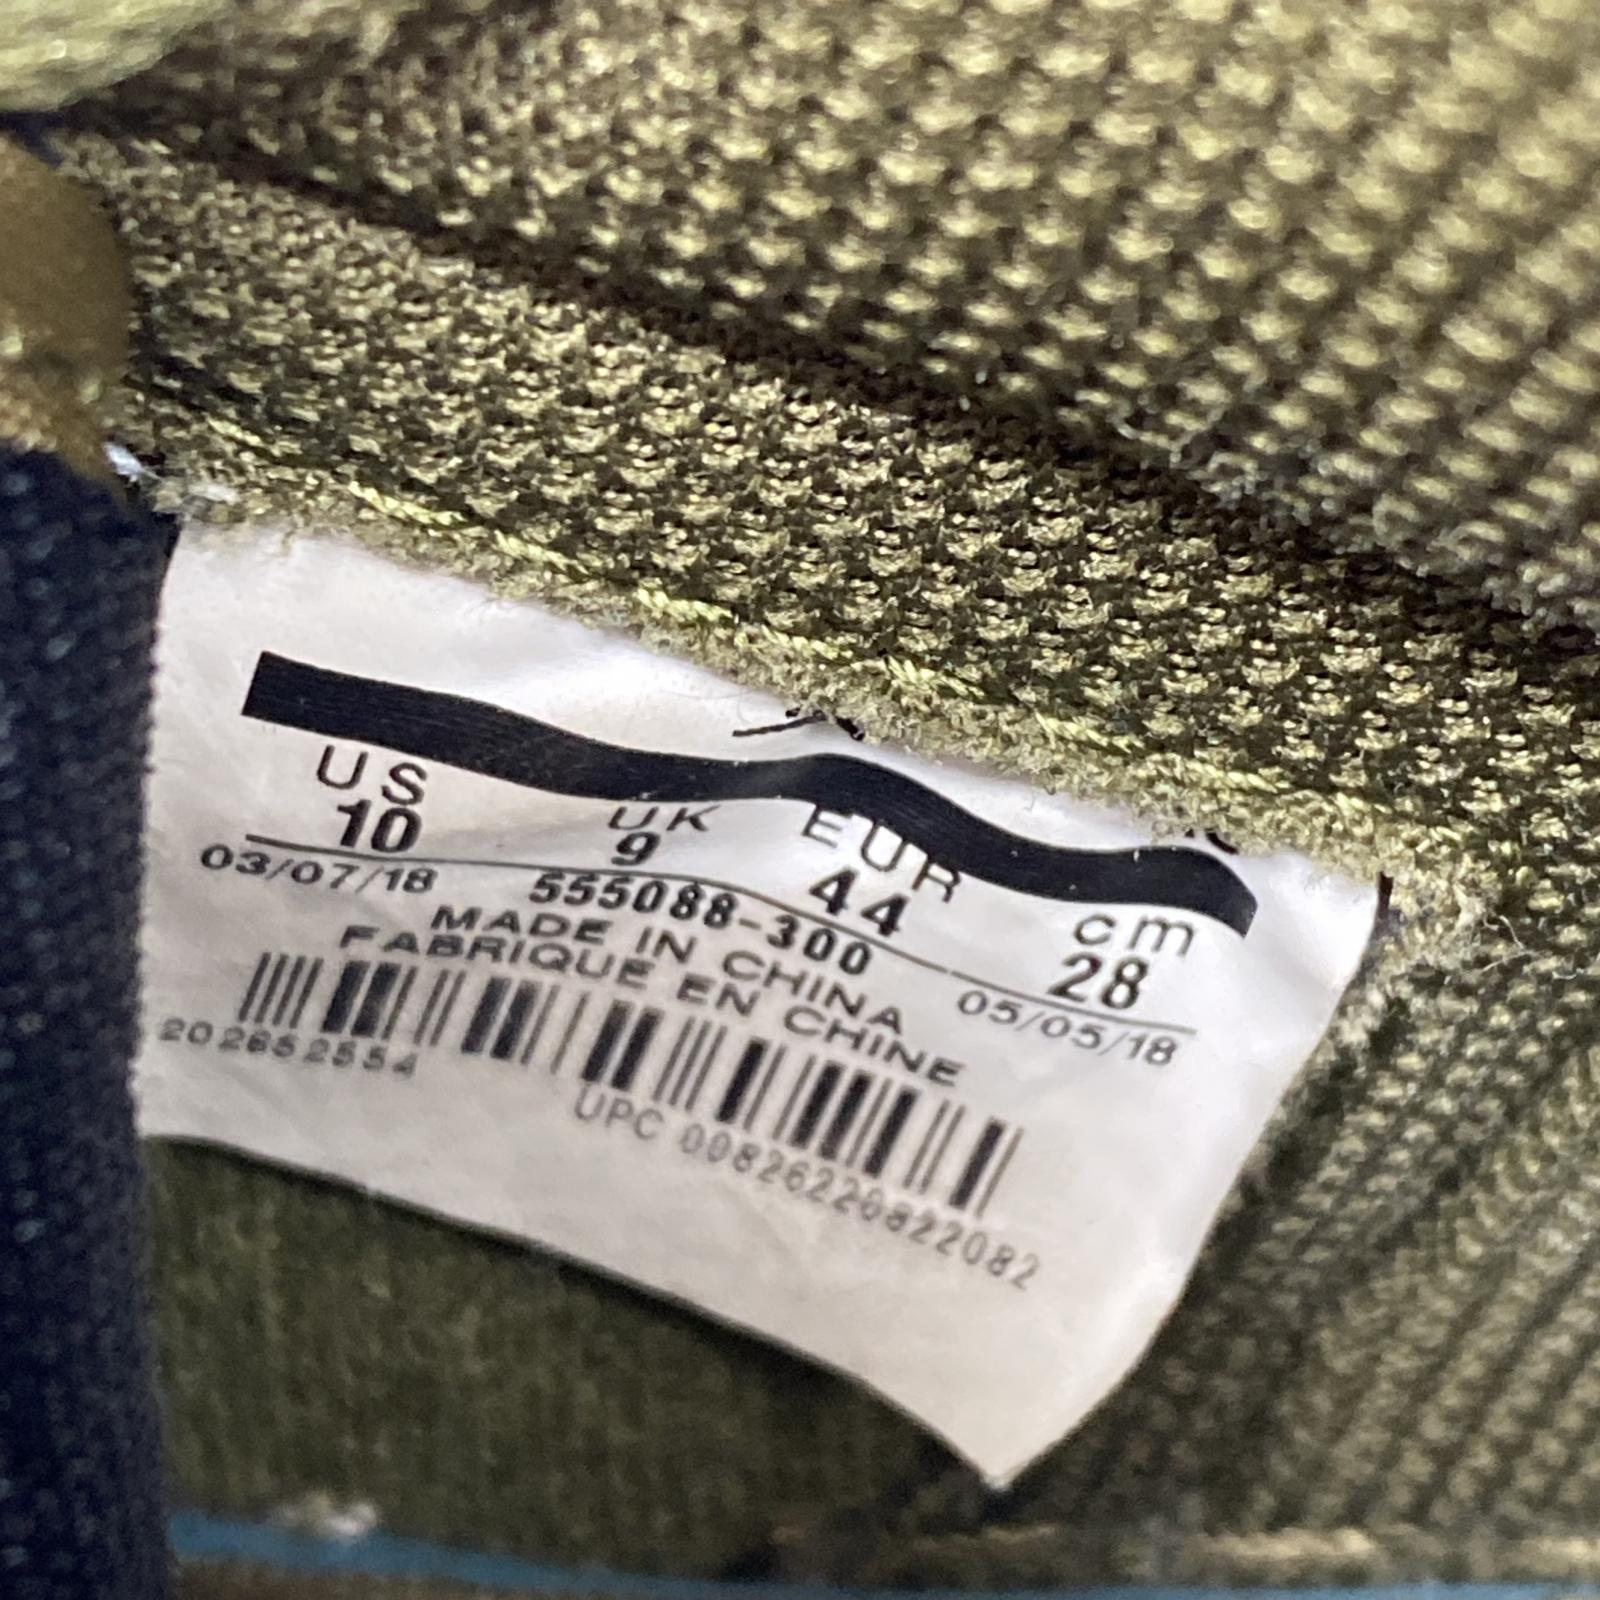 US UK EUR cm
10 9 44 28
03/07/18 555088-300 05/05/18
MADE IN CHINA
FABRIQUE EN CHINE
202652554
UPC 00826220822082